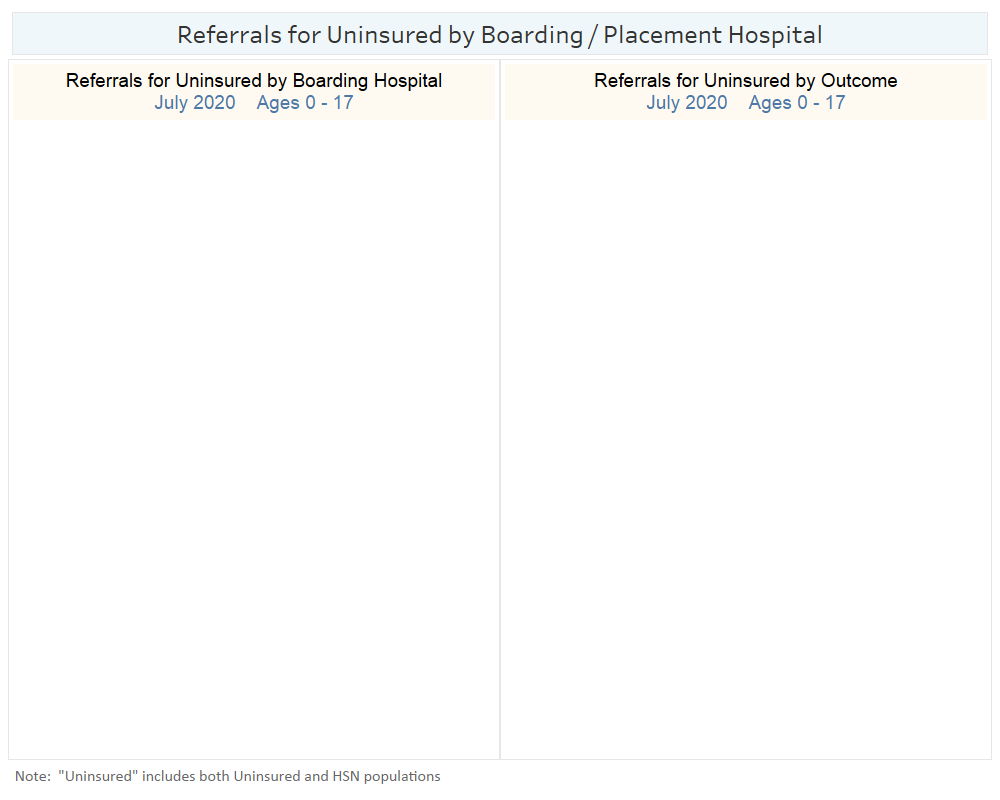 Referrals for Uninsured by Boarding / Placement Hospital
Referrals for Uninsured by Boarding Hospital
July 2020    Ages 0 - 17
Referrals for Uninsured by Outcome
July 2020    Ages 0 - 17
Note:  "Uninsured" includes both Uninsured and HSN populations